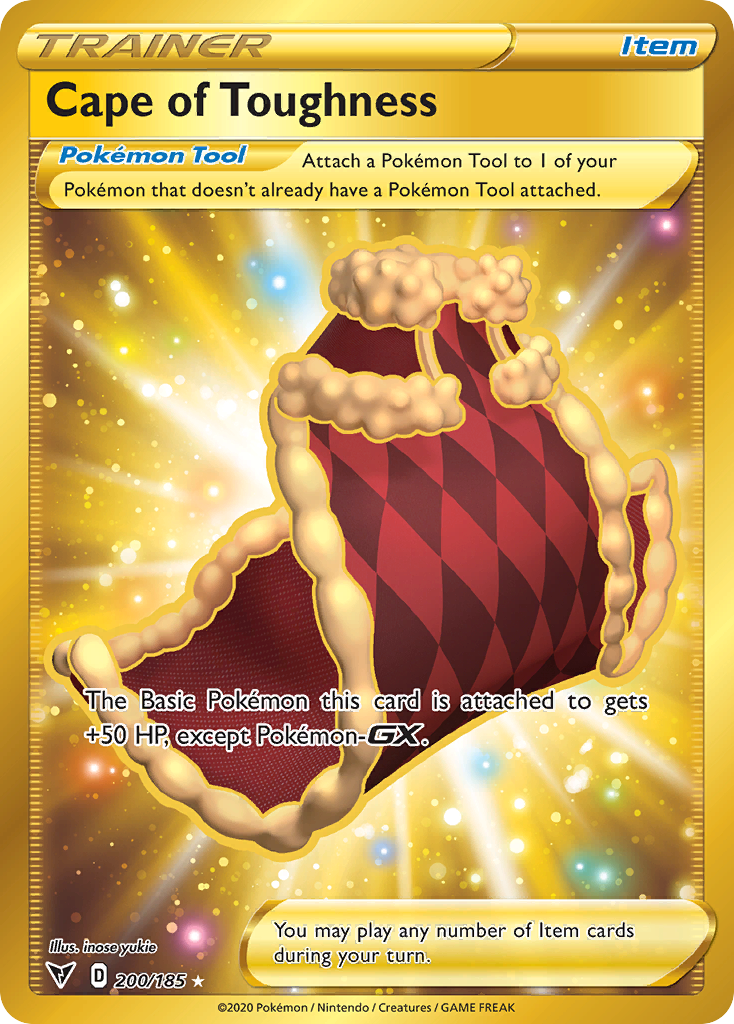 TRAINER
Item
Cape of Toughness
Pokémon Tool
Attach a Pokémon Tool to 1 of your
Pokémon that doesn't already have a Pokémon Tool attached.
The Basic Pokémon this card is attached to gets
+50 HP, except Pokémon-GX.
You may play any number of Item cards
during your turn.
Illus. inose yukie
D 200/185 ★
©2020 Pokémon / Nintendo / Creatures / GAME FREAK